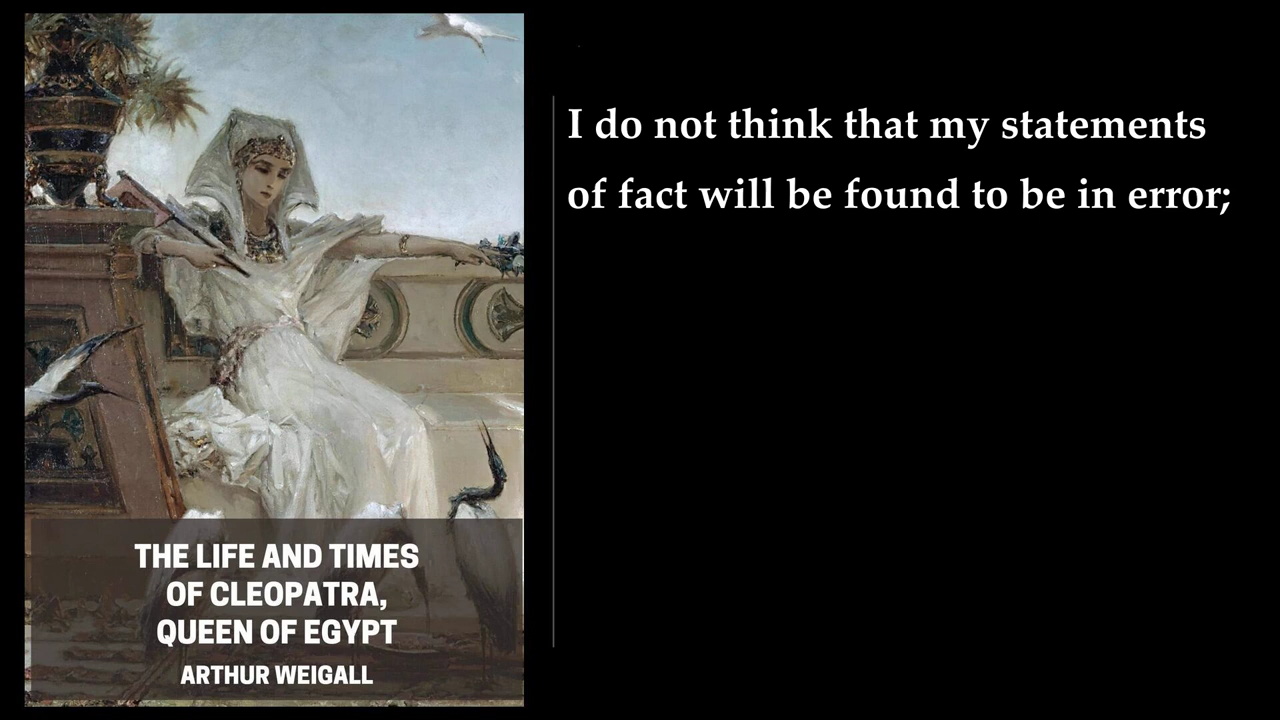 I do not think that my statements
of fact will be found to be in error;
THE LIFE AND TIMES
OF CLEOPATRA,
QUEEN OF EGYPT
ARTHUR WEIGALL